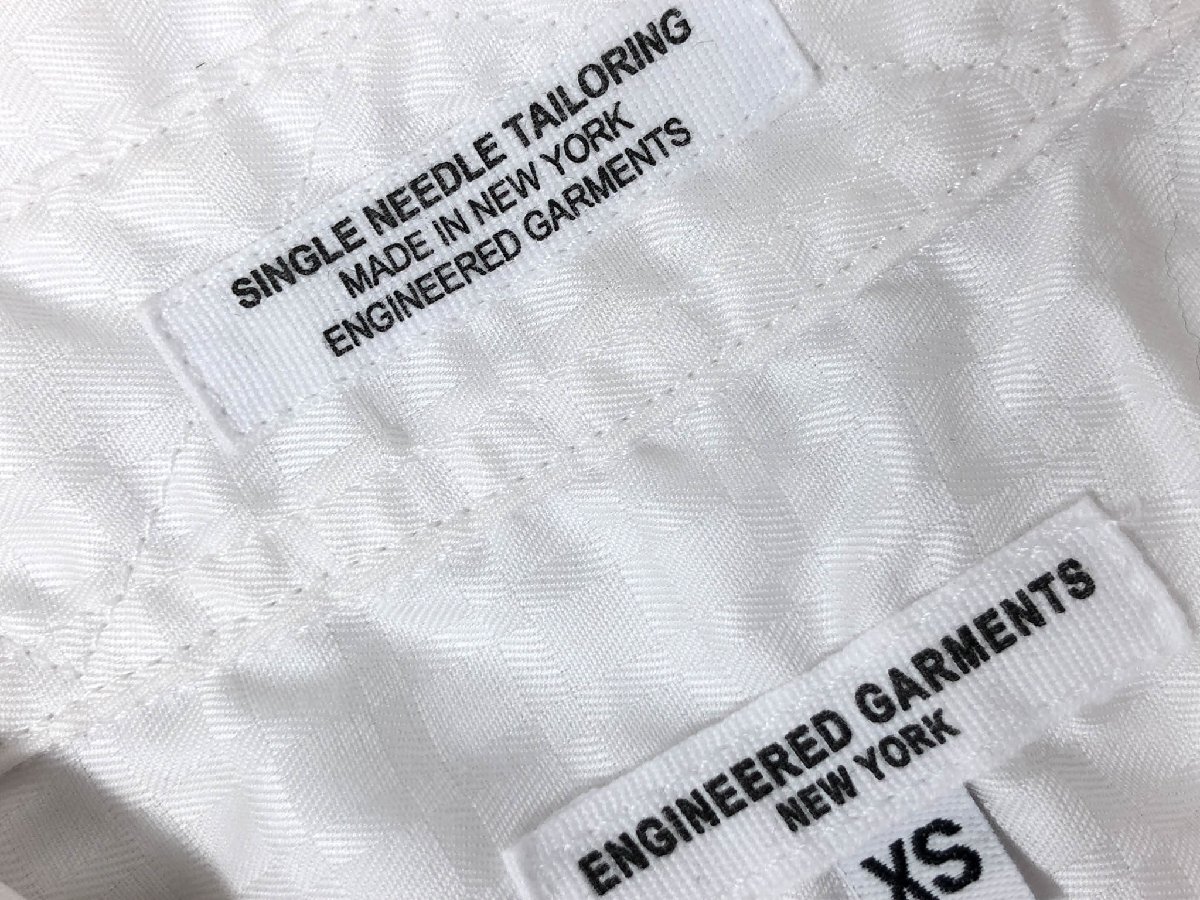 SINGLE NEEDLE TAILORING
MADE IN NEW YORK
ENGINEERED GARMENTS
ENGINEERED GARMENTS
NEW YORK
XS